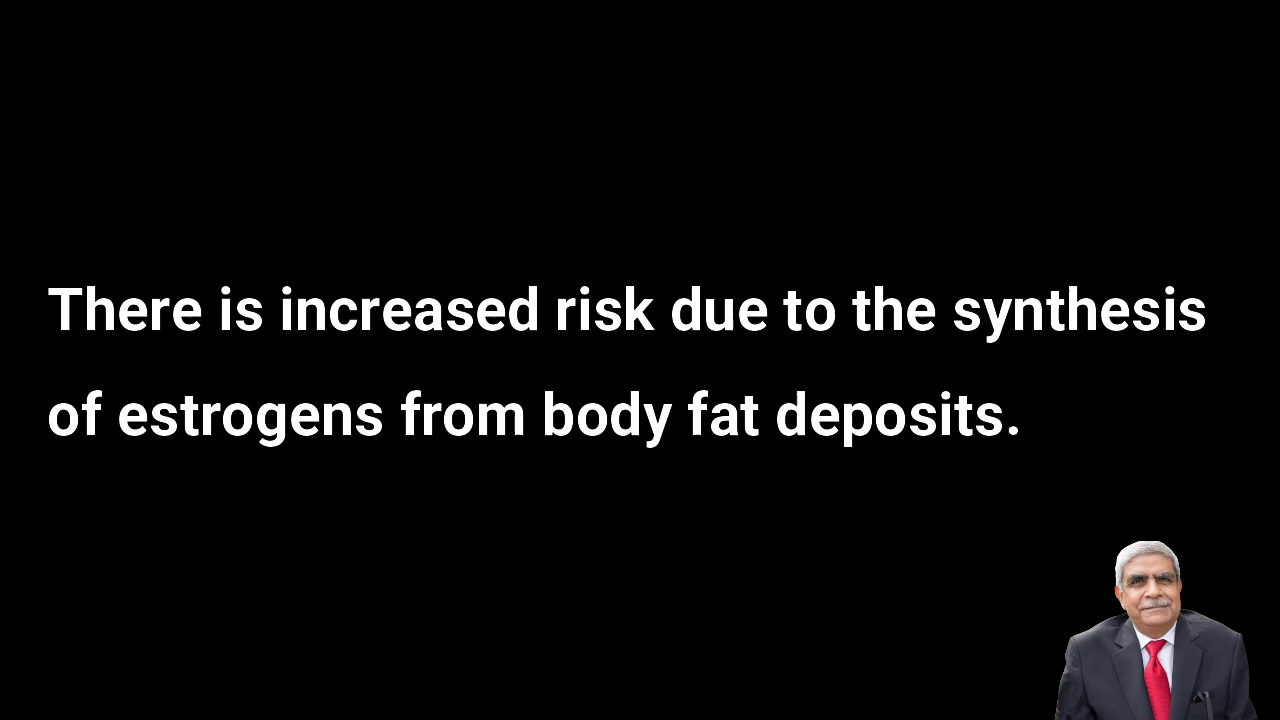 There is increased risk due to the synthesis
of estrogens from body fat deposits.